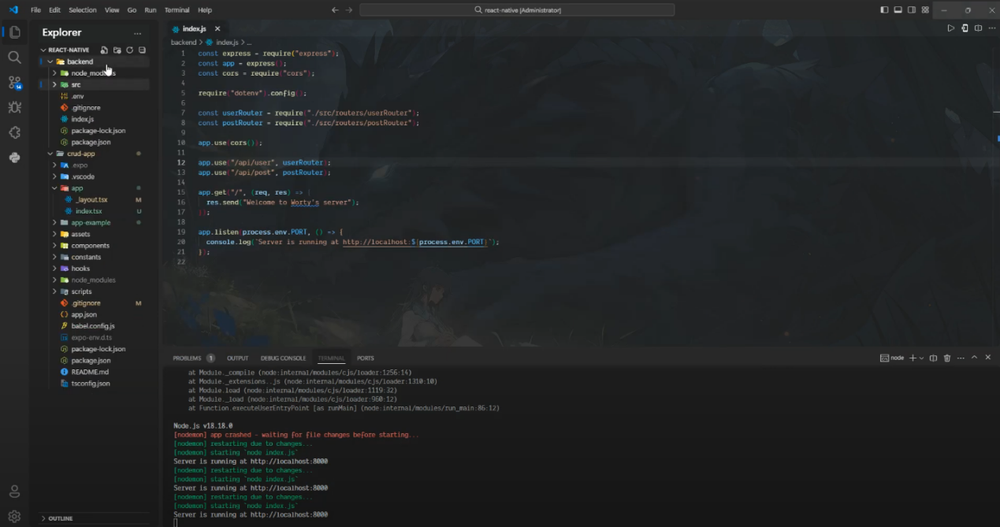 File Edit Selection View Go Run Terminal Help
react-native [Administrator]
Explorer
REACT-NATIVE
backend
node_modules
src
.env
.gitignore
index.js
package-lock.json
package.json
crud-app
.expo
.vscode
app
_layout.tsx M
index.tsx U
app-example
assets
components
constants
hooks
node_modules
scripts
.gitignore M
app.json
babel.config.js
expo-env.d.ts
package-lock.json
package.json
README.md
tsconfig.json
OUTLINE
14
index.js
backend > index.js > ...
1 const express = require("express");
2 const app = express();
3 const cors = require("cors");
4
5 require("dotenv").config();
6
7 const userRouter = require("./src/routers/userRouter");
8 const postRouter = require("./src/routers/postRouter");
9
10 app.use(cors());
11
12 app.use("/api/user", userRouter);
13 app.use("/api/post", postRouter);
14
15 app.get("/", (req, res) => {
16 res.send("Welcome to Worty's server");
17 });
18
19 app.listen(process.env.PORT, () => {
20 console.log(`Server is running at http://localhost:${process.env.PORT}`);
21 });
22
PROBLEMS 1 OUTPUT DEBUG CONSOLE TERMINAL PORTS
node
at Module._compile (node:internal/modules/cjs/loader:1256:14)
at Module._extensions..js (node:internal/modules/cjs/loader:1310:10)
at Module.load (node:internal/modules/cjs/loader:1119:32)
at Module._load (node:internal/modules/cjs/loader:960:12)
at Function.executeUserEntryPoint [as runMain] (node:internal/modules/run_main:86:12)
Node.js v18.18.0
[nodemon] app crashed - waiting for file changes before starting...
[nodemon] restarting due to changes...
[nodemon] starting `node index.js`
Server is running at http://localhost:8000
[nodemon] restarting due to changes...
[nodemon] starting `node index.js`
Server is running at http://localhost:8000
[nodemon] restarting due to changes...
[nodemon] starting `node index.js`
Server is running at http://localhost:8000